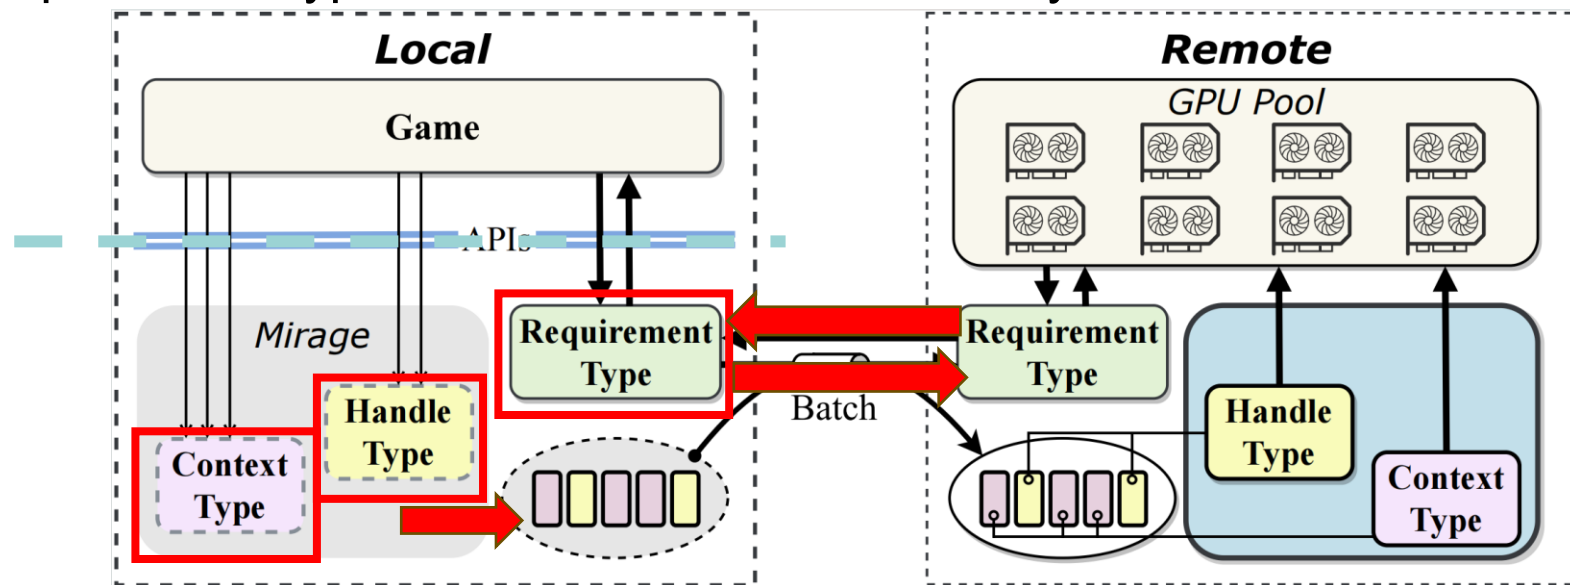 Local
Remote
GPU Pool
Game
APIs
Mirage
Requirement
Type
Requirement
Type
Handle
Type
Batch
Handle
Type
Context
Type
Context
Type